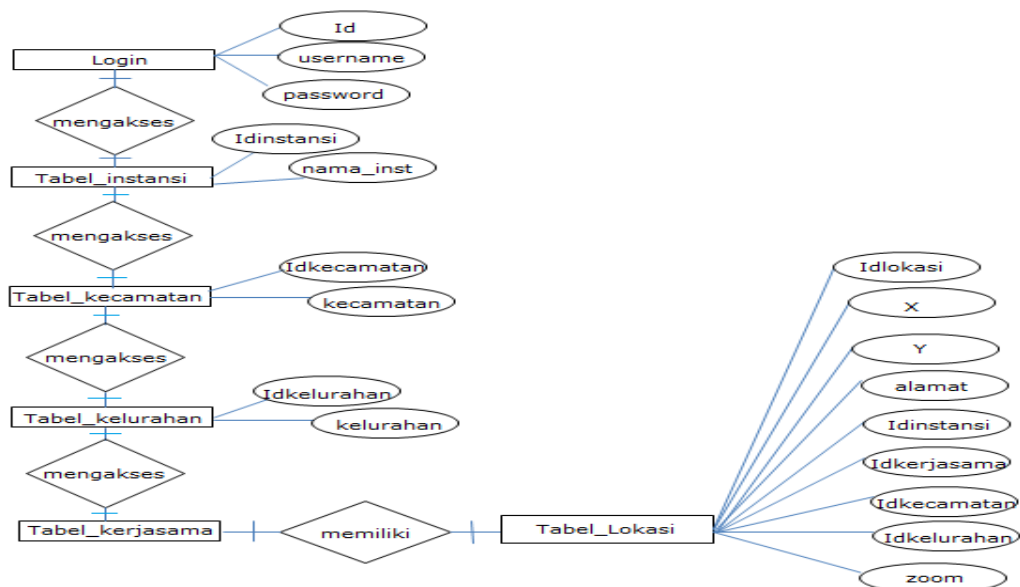 Id
Login
username
password
mengakses
Idinstansi
nama_inst
Tabel_instansi
mengakses
Idkecamatan
Tabel_kecamatan
kecamatan
mengakses
Idkelurahan
Tabel_kelurahan
kelurahan
mengakses
Tabel_kerjasama
memiliki
Tabel_Lokasi
Idlokasi
X
Y
alamat
Idinstansi
Idkerjasama
Idkecamatan
Idkelurahan
zoom